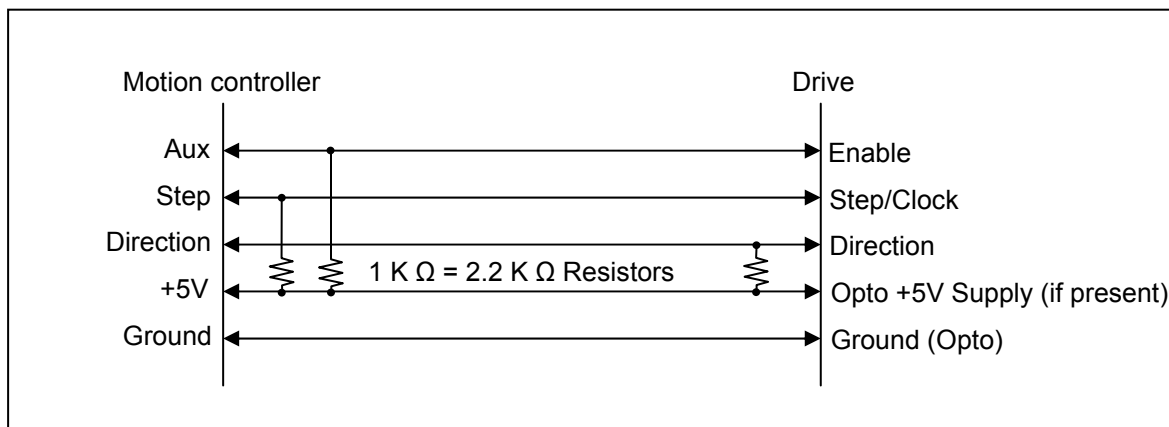 Motion controller Drive
Aux Enable
Step Step/Clock
Direction Direction
1 K Ω = 2.2 K Ω Resistors
+5V Opto +5V Supply (if present)
Ground Ground (Opto)